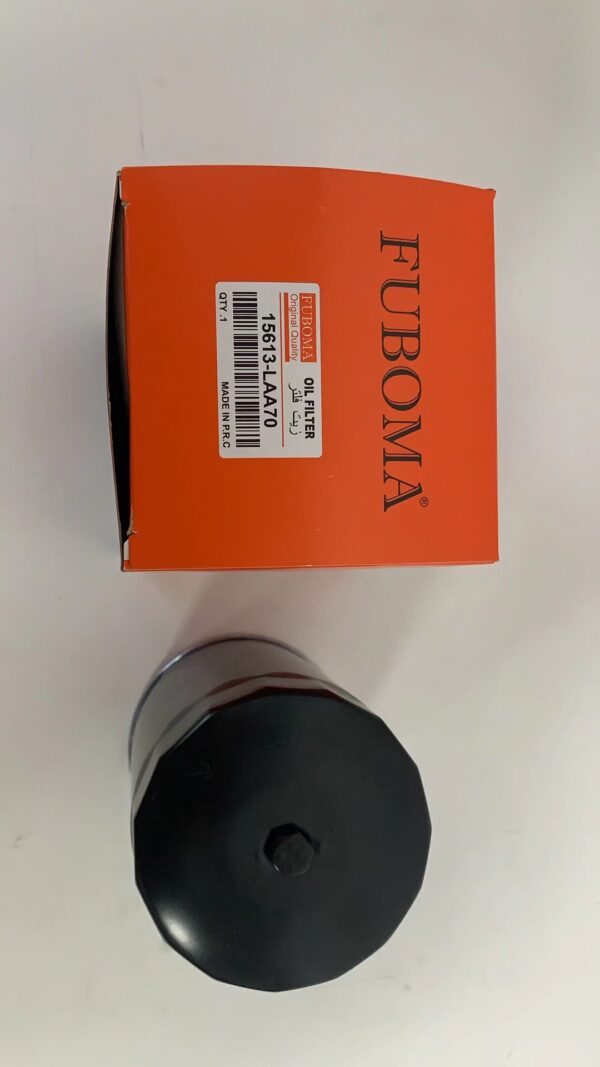 FUBOMA®
FUBOMA
Original Quality
OIL FILTER
زيت فلتر
15613-LAA70
QTY .:1
MADE IN P.R.C